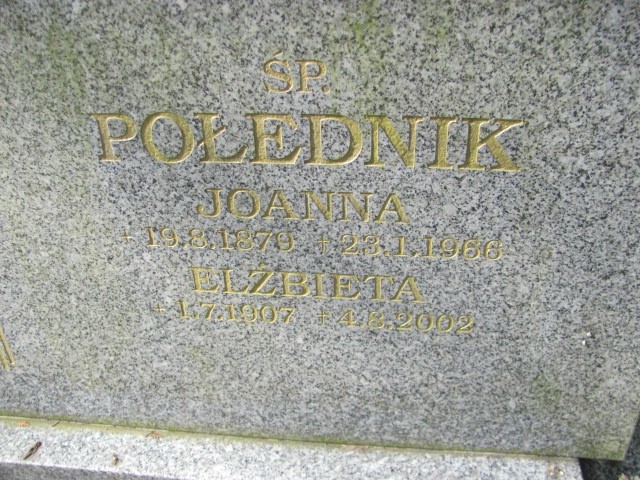 ŚP.
POŁEDNIK
JOANNA
+ 19.8.1879 + 23.1.1966
ELŻBIETA
+ 1.7.1907 + 4.8.2002